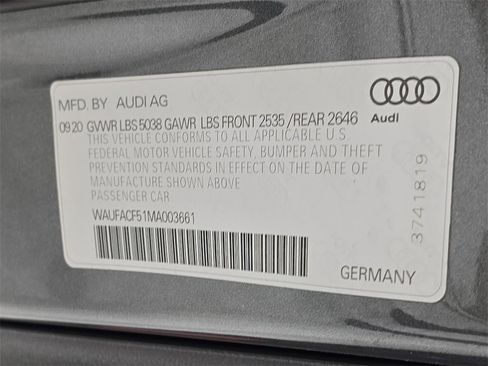 MFD. BY AUDI AG
09 20 GVWR LBS 5038 GAWR LBS FRONT 2535 /REAR 2646
THIS VEHICLE CONFORMS TO ALL APPLICABLE U.S.
FEDERAL MOTOR VEHICLE SAFETY, BUMPER AND THEFT
PREVENTION STANDARDS IN EFFECT ON THE DATE
OF MANUFACTURE SHOWN ABOVE
PASSENGER CAR
WAUFACF51MA003661
Audi
3741819
GERMANY